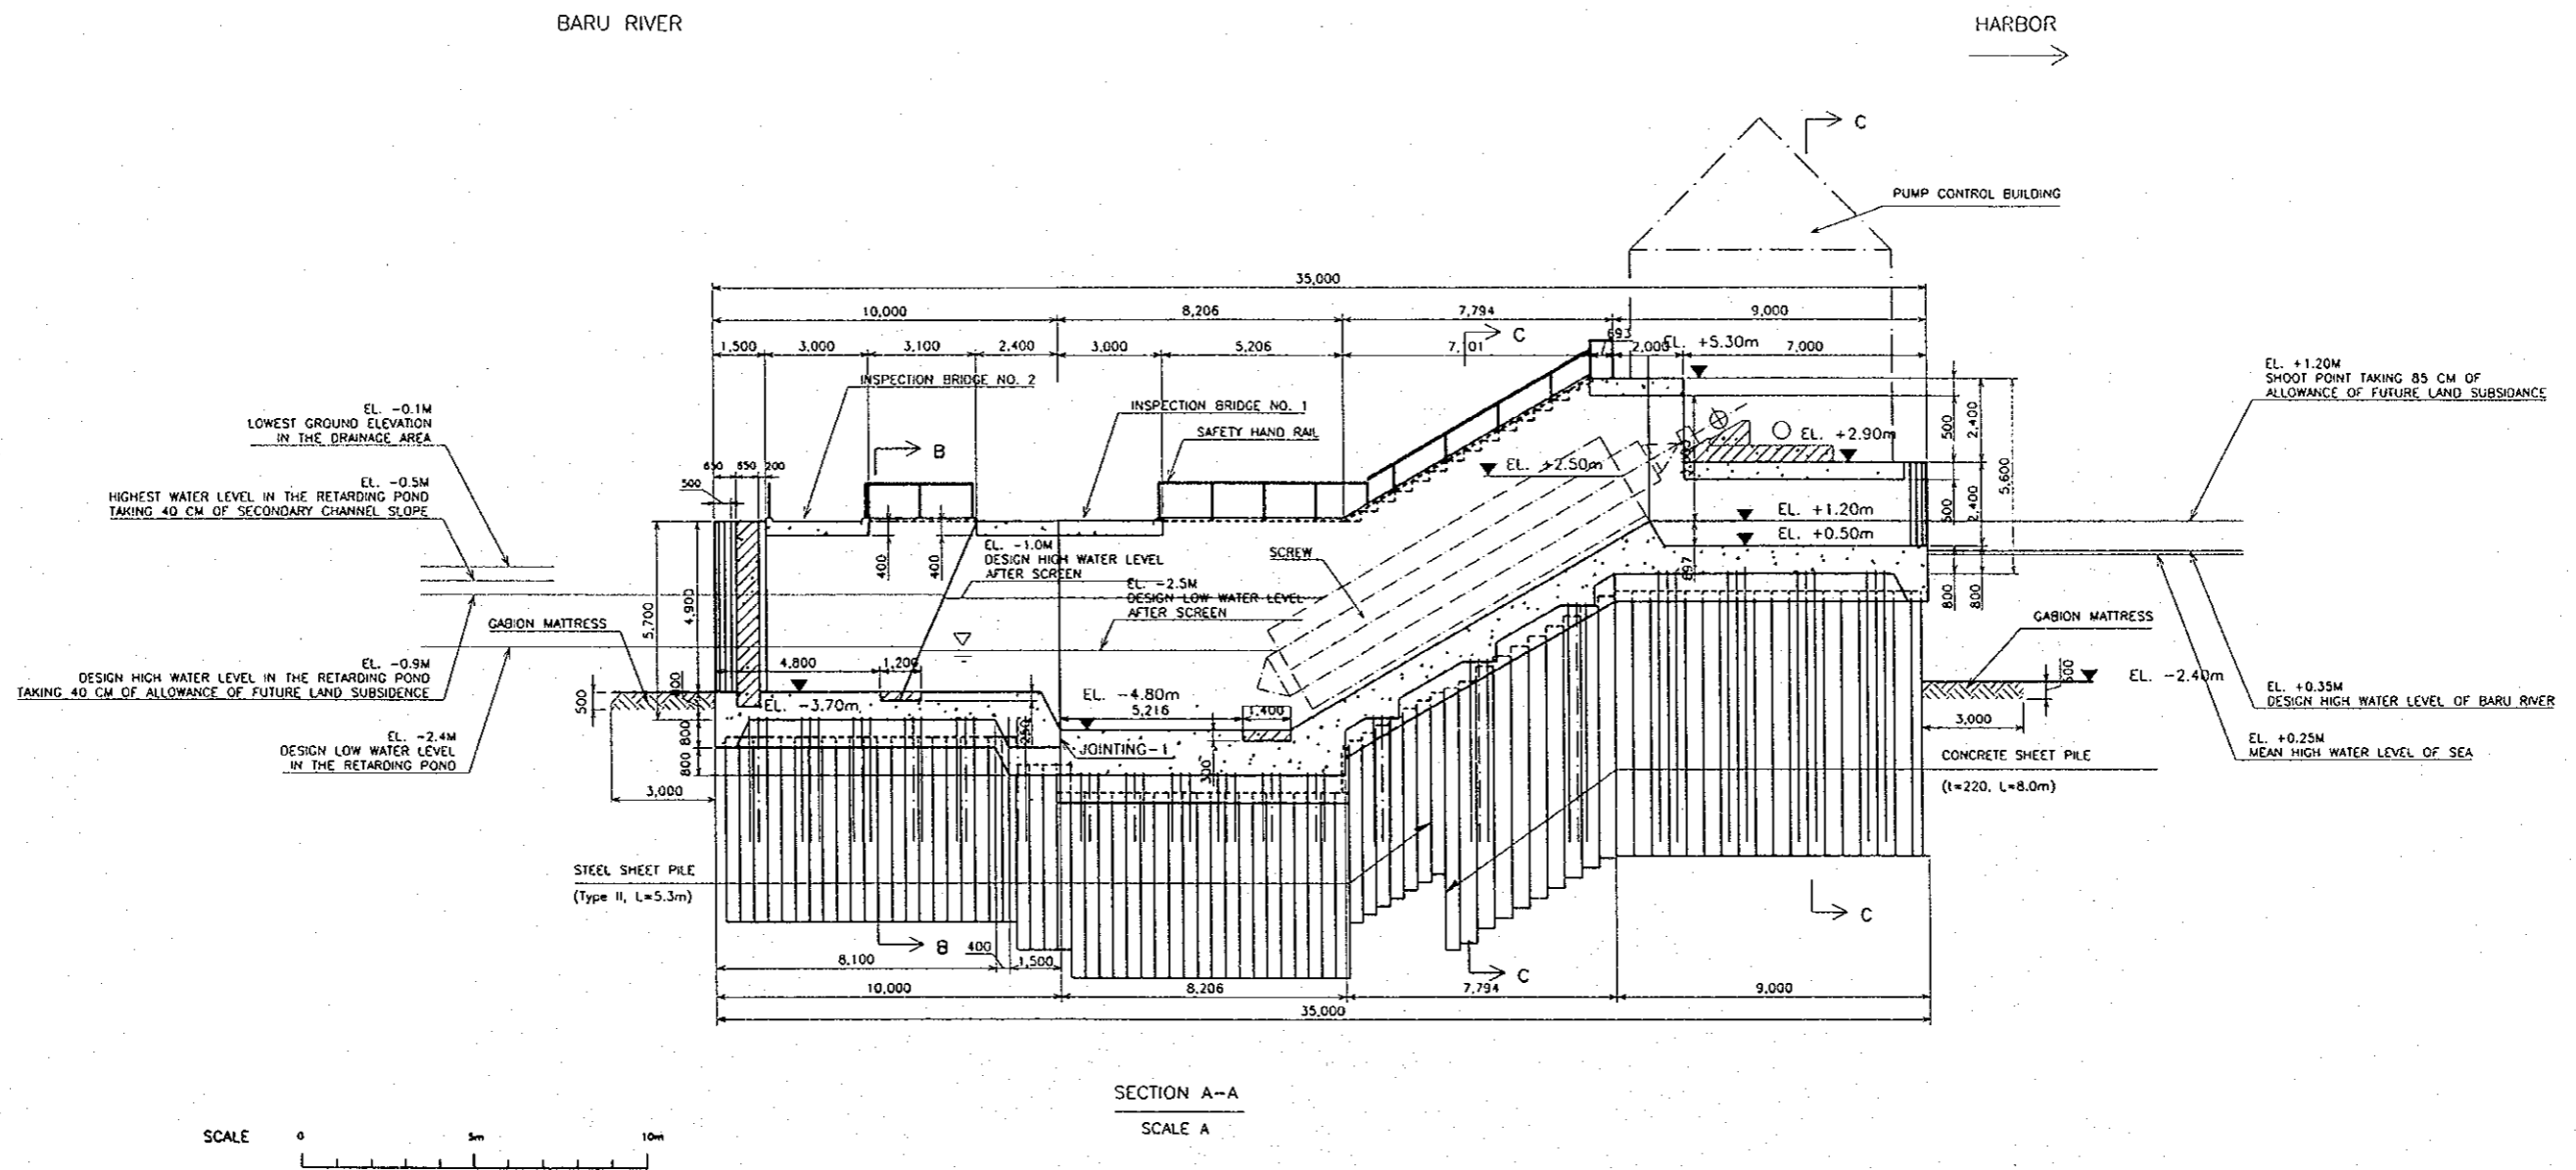 BARU RIVER
HARBOR
C
PUMP CONTROL BUILDING
35,000
10,000
8,206
7,794
9,000
1,500
3,000
3,100
2,400
3,000
5,206
7,101
C
693
2,000
EL. +5.30m
7,000
INSPECTION BRIDGE NO. 2
INSPECTION BRIDGE NO. 1
SAFETY HAND RAIL
B
EL. -0.1M
LOWEST GROUND ELEVATION
IN THE DRAINAGE AREA
650
650
200
500
EL. -0.5M
HIGHEST WATER LEVEL IN THE RETARDING POND
TAKING 40 CM OF SECONDARY CHANNEL SLOPE
EL. +1.20M
SHOOT POINT TAKING 85 CM OF
ALLOWANCE OF FUTURE LAND SUBSIDANCE
500
2,400
5,600
EL. +2.90m
EL. +2.50m
500
2,400
EL. +1.20m
EL. +0.50m
897
800
800
400
400
EL. -1.0M
DESIGN HIGH WATER LEVEL
AFTER SCREEN
EL. -2.5M
DESIGN LOW WATER LEVEL
AFTER SCREEN
SCREW
5,700
4,900
GABION MATTRESS
GABION MATTRESS
EL. -0.9M
DESIGN HIGH WATER LEVEL IN THE RETARDING POND
TAKING 40 CM OF ALLOWANCE OF FUTURE LAND SUBSIDENCE
4,800
1,200
500
EL. -3.70m
EL. -4.80m
5,216
1,400
250
300
JOINTING-1
800
800
EL. -2.4M
DESIGN LOW WATER LEVEL
IN THE RETARDING POND
3,000
EL. -2.40m
3,000
EL. +0.35M
DESIGN HIGH WATER LEVEL OF BARU RIVER
EL. +0.25M
MEAN HIGH WATER LEVEL OF SEA
CONCRETE SHEET PILE
(t=220, L=8.0m)
STEEL SHEET PILE
(Type II, L=5.3m)
C
B
400
8,100
1,500
C
10,000
8,206
7,794
9,000
35,000
SECTION A-A
SCALE A
SCALE
0
5m
10m